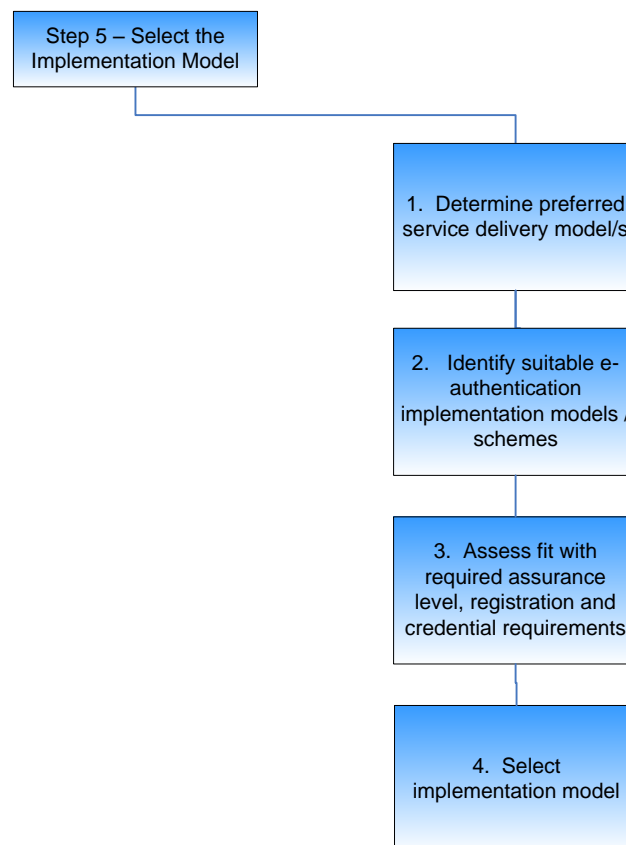 Step 5 – Select the
Implementation Model
1. Determine preferred
service delivery model/s
2. Identify suitable e-
authentication
implementation models /
schemes
3. Assess fit with
required assurance
level, registration and
credential requirements
4. Select
implementation model